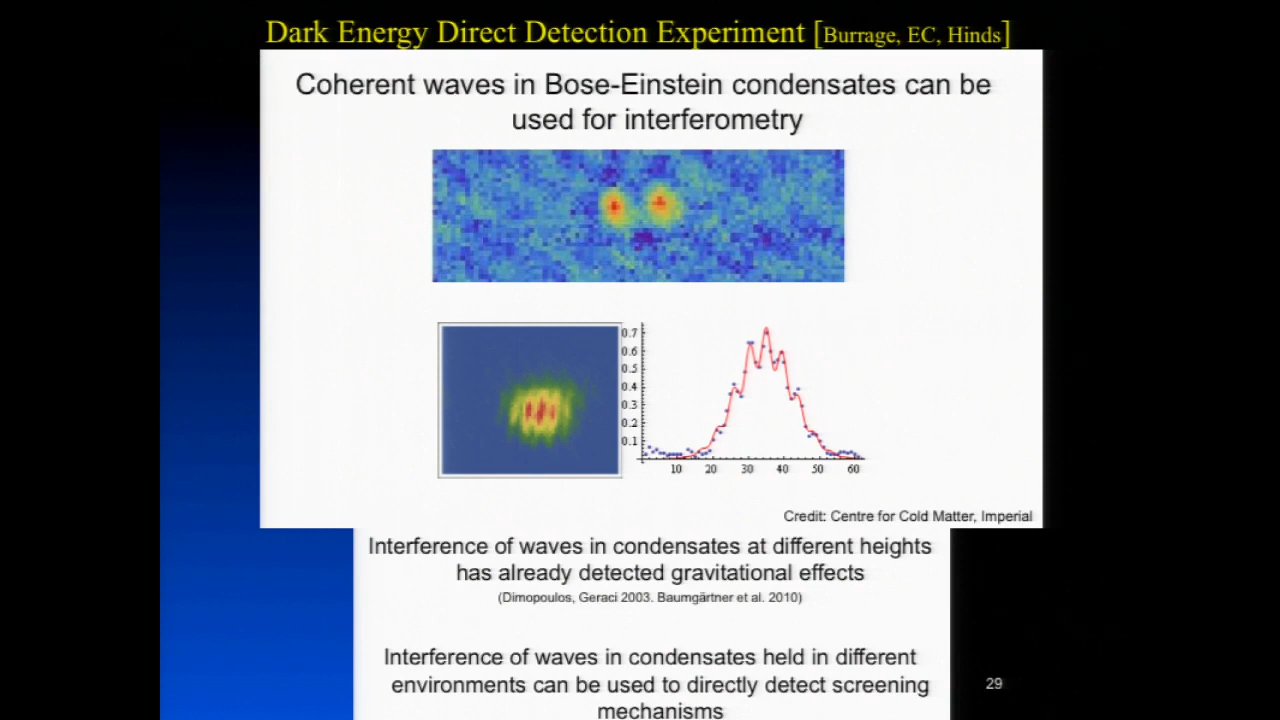 Dark Energy Direct Detection Experiment [Burrage, EC, Hinds]
Coherent waves in Bose-Einstein condensates can be
used for interferometry
0.7
0.6
0.5
0.4
0.3
0.2
0.1
10 20 30 40 50 60
Credit: Centre for Cold Matter, Imperial
Interference of waves in condensates at different heights
has already detected gravitational effects
(Dimopoulos, Geraci 2003. Baumgärtner et al. 2010)
Interference of waves in condensates held in different
environments can be used to directly detect screening
mechanisms
29